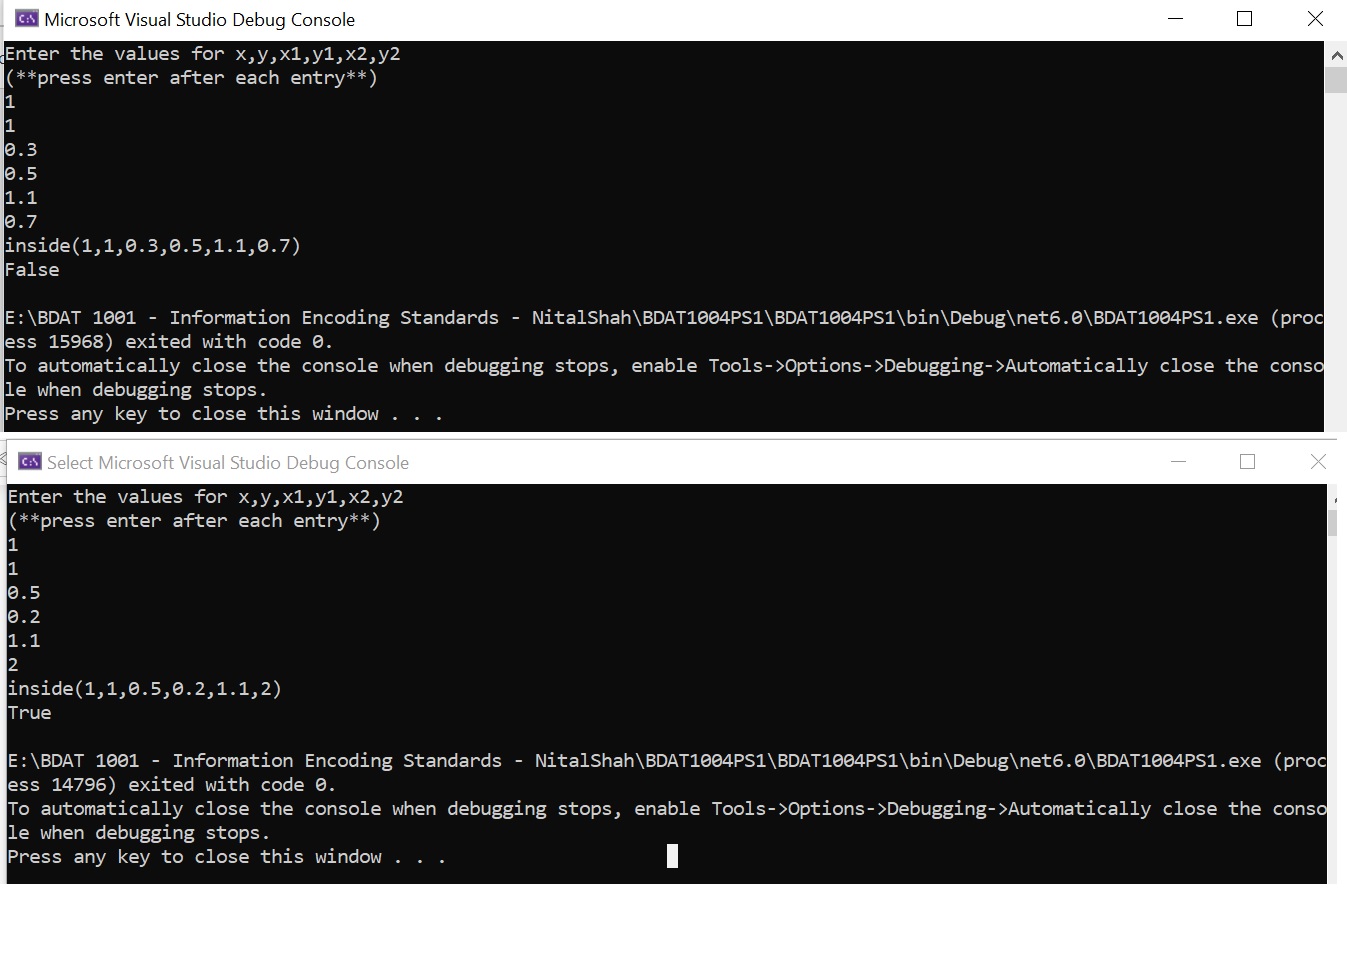 Microsoft Visual Studio Debug Console
Enter the values for x,y,x1,y1,x2,y2
(**press enter after each entry**)
1
1
0.3
0.5
1.1
0.7
inside(1,1,0.3,0.5,1.1,0.7)
False
E:\BDAT 1001 - Information Encoding Standards - NitalShah\BDAT1004PS1\BDAT1004PS1\bin\Debug\net6.0\BDAT1004PS1.exe (proc
ess 15968) exited with code 0.
To automatically close the console when debugging stops, enable Tools->Options->Debugging->Automatically close the conso
le when debugging stops.
Press any key to close this window . . .
Select Microsoft Visual Studio Debug Console
Enter the values for x,y,x1,y1,x2,y2
(**press enter after each entry**)
1
1
0.5
0.2
1.1
2
inside(1,1,0.5,0.2,1.1,2)
True
E:\BDAT 1001 - Information Encoding Standards - NitalShah\BDAT1004PS1\BDAT1004PS1\bin\Debug\net6.0\BDAT1004PS1.exe (proc
ess 14796) exited with code 0.
To automatically close the console when debugging stops, enable Tools->Options->Debugging->Automatically close the conso
le when debugging stops.
Press any key to close this window . . .